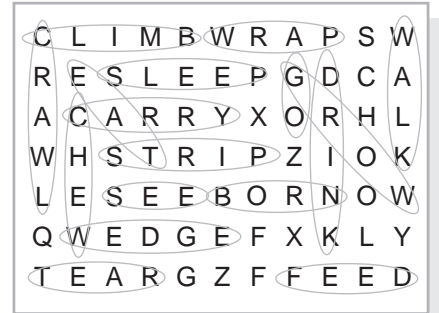 C L I M B W R A P S W
R E S L E E P G D C A
A C A R R Y X O R H L
W H S T R I P Z I O K
L E S E E B O R N O W
Q W E D G E F X K L Y
T E A R G Z F F E E D